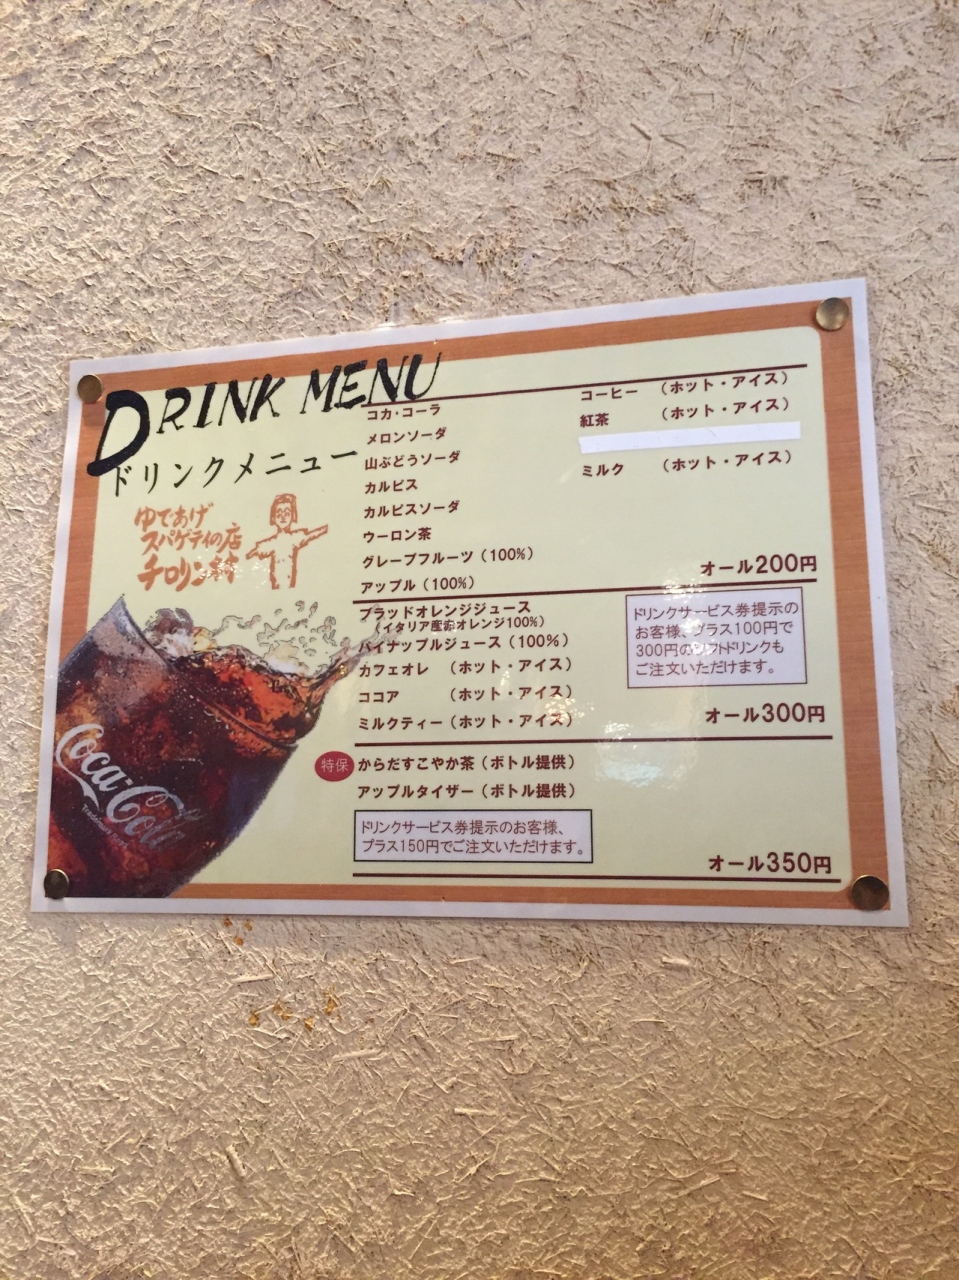 DRINK MENU
ドリンクメニュー
ゆであげ
スパゲティの店
チロリン村
Coca-Cola
コカ・コーラ
メロンソーダ
山ぶどうソーダ
カルピス
カルピスソーダ
ウーロン茶
グレープフルーツ（100%）
アップル（100%）
コーヒー （ホット・アイス）
紅茶 （ホット・アイス）
ミルク （ホット・アイス）
オール200円
ブラッドオレンジジュース
（イタリア産赤オレンジ100%）
パイナップルジュース（100%）
カフェオレ （ホット・アイス）
ココア （ホット・アイス）
ミルクティー（ホット・アイス）
ドリンクサービス券提示の
お客様、プラス100円で
300円のソフトドリンクも
ご注文いただけます。
オール300円
特保 からだすこやか茶（ボトル提供）
アップルタイザー（ボトル提供）
ドリンクサービス券提示のお客様、
プラス150円でご注文いただけます。
オール350円